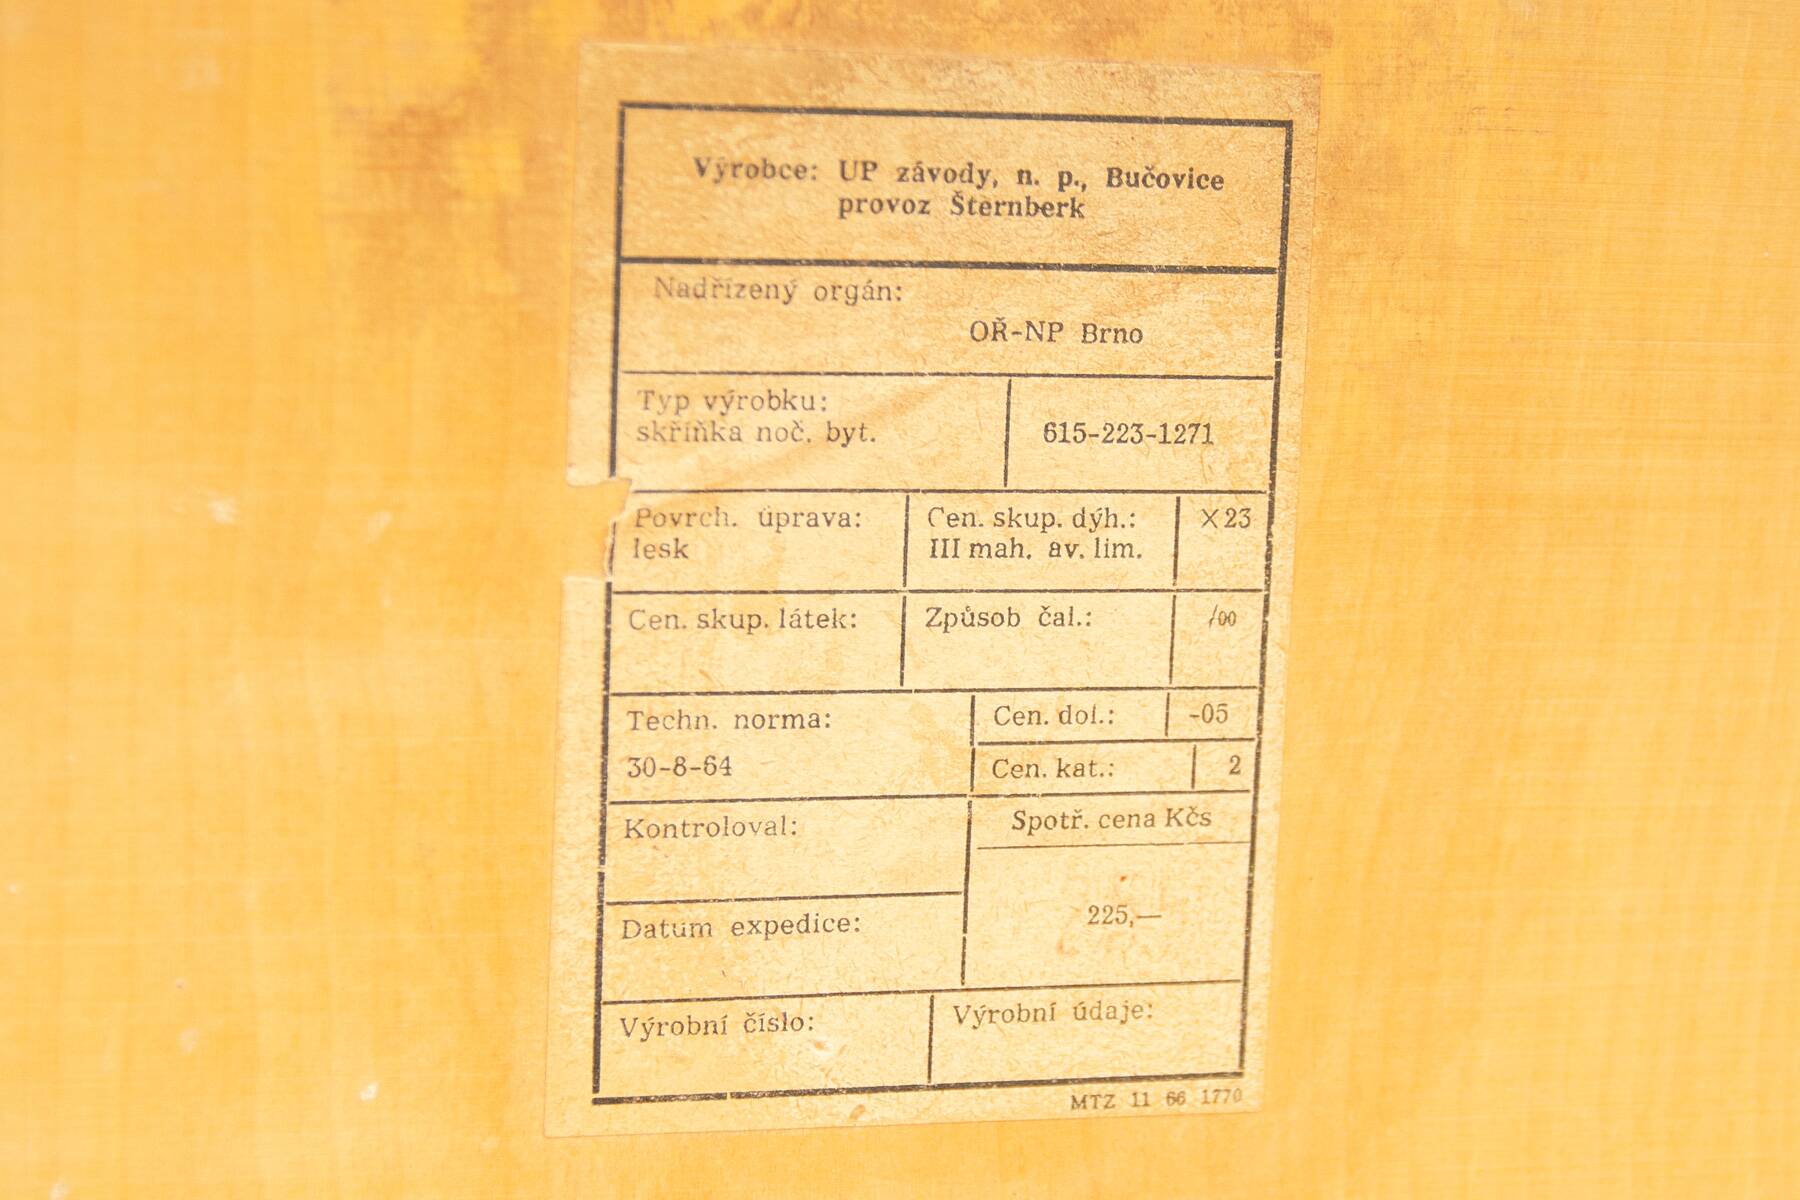 Výrobce: UP závody, n. p., Bučovice
provoz Šternberk
Nadřízený orgán:
OŘ-NP Brno
Typ výrobku:
skříňka noč. byt.
615-223-1271
Povrch. úprava:
lesk
Cen. skup. dýh.:
III mah. av. lim.
X23
Cen. skup. látek:
Způsob čal.:
/00
Techn. norma:
30-8-64
Cen. dol.:
-05
Cen. kat.:
2
Kontroloval:
Spotř. cena Kčs
225,—
Datum expedice:
Výrobní číslo:
Výrobní údaje:
MTZ 11 66 1770